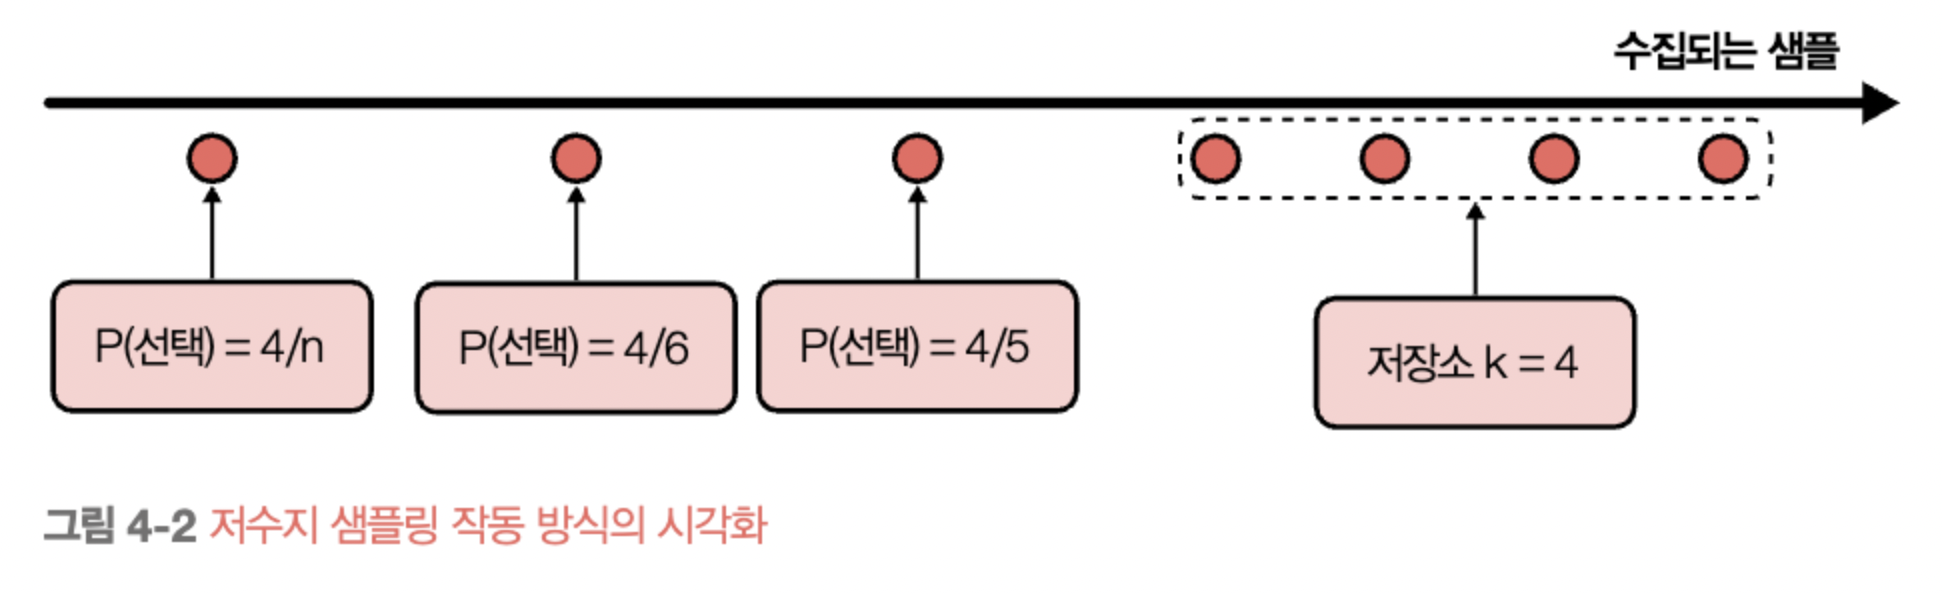 수집되는 샘플
P(선택) = 4/n
P(선택) = 4/6
P(선택) = 4/5
저장소 k = 4
그림 4-2 저수지 샘플링 작동 방식의 시각화